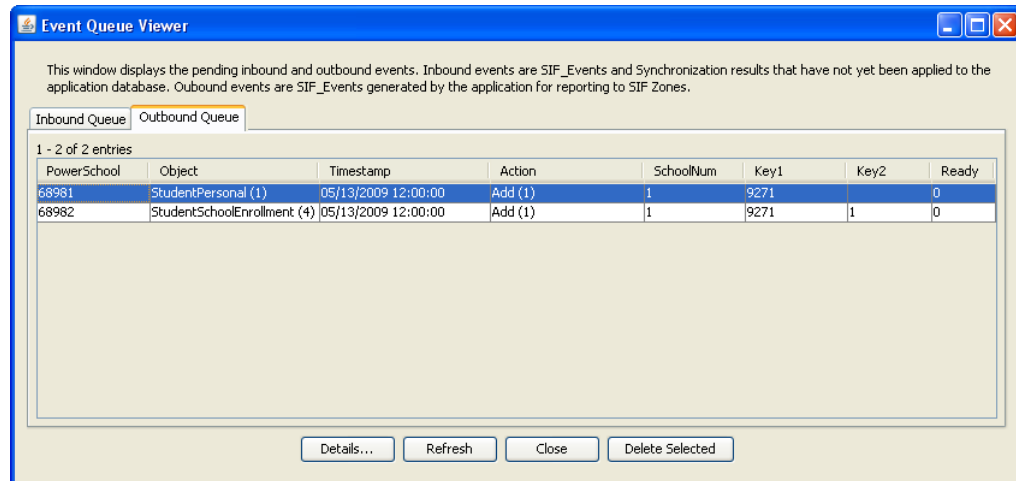 Event Queue Viewer
This window displays the pending inbound and outbound events. Inbound events are SIF_Events and Synchronization results that have not yet been applied to the
application database. Oubound events are SIF_Events generated by the application for reporting to SIF Zones.
Inbound Queue Outbound Queue
1 - 2 of 2 entries
PowerSchool Object Timestamp Action SchoolNum Key1 Key2 Ready
68981 StudentPersonal (1) 05/13/2009 12:00:00 Add (1) 1 9271 0
68982 StudentSchoolEnrollment (4) 05/13/2009 12:00:00 Add (1) 1 9271 1 0
Details... Refresh Close Delete Selected